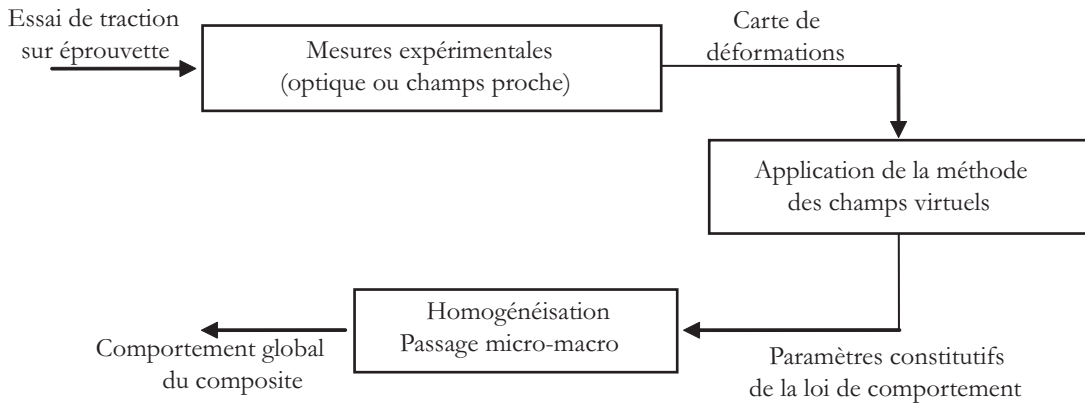 Essai de traction
sur éprouvette
Mesures expérimentales
(optique ou champs proche)
Carte de
déformations
Application de la méthode
des champs virtuels
Homogénéisation
Passage micro-macro
Comportement global
du composite
Paramètres constitutifs
de la loi de comportement